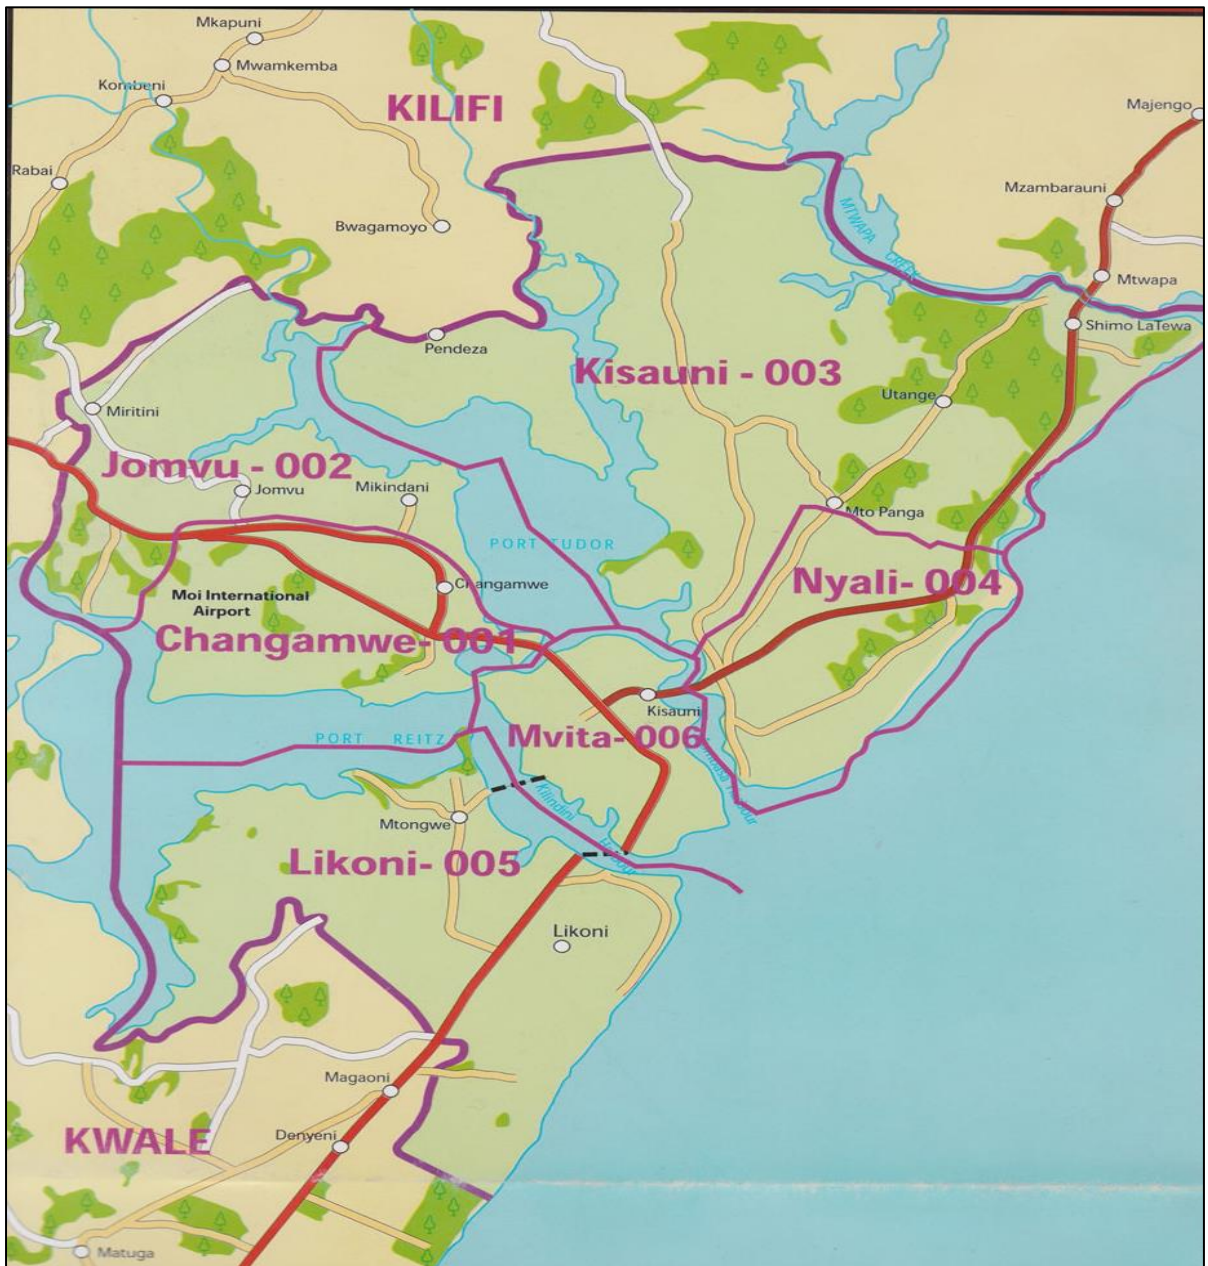 Mkapuni
Mwamkemba
Kombeni
KILIFI
Majengo
Rabai
Mzambarauni
Bwagamoyo
MTWAPA
CREEK
Mtwapa
Shimo LaTewa
Pendeza
Kisauni - 003
Utange
Miritini
Jomvu - 002
Jomvu
Mikindani
Mto Panga
PORT TUDOR
Nyali- 004
Changamwe
Moi International
Airport
Changamwe- 001
Kisauni
Mvita- 006
PORT REITZ
Kilindini
Harbour
Mtongwe
Likoni- 005
Likoni
Magaoni
KWALE
Denyeni
Matuga